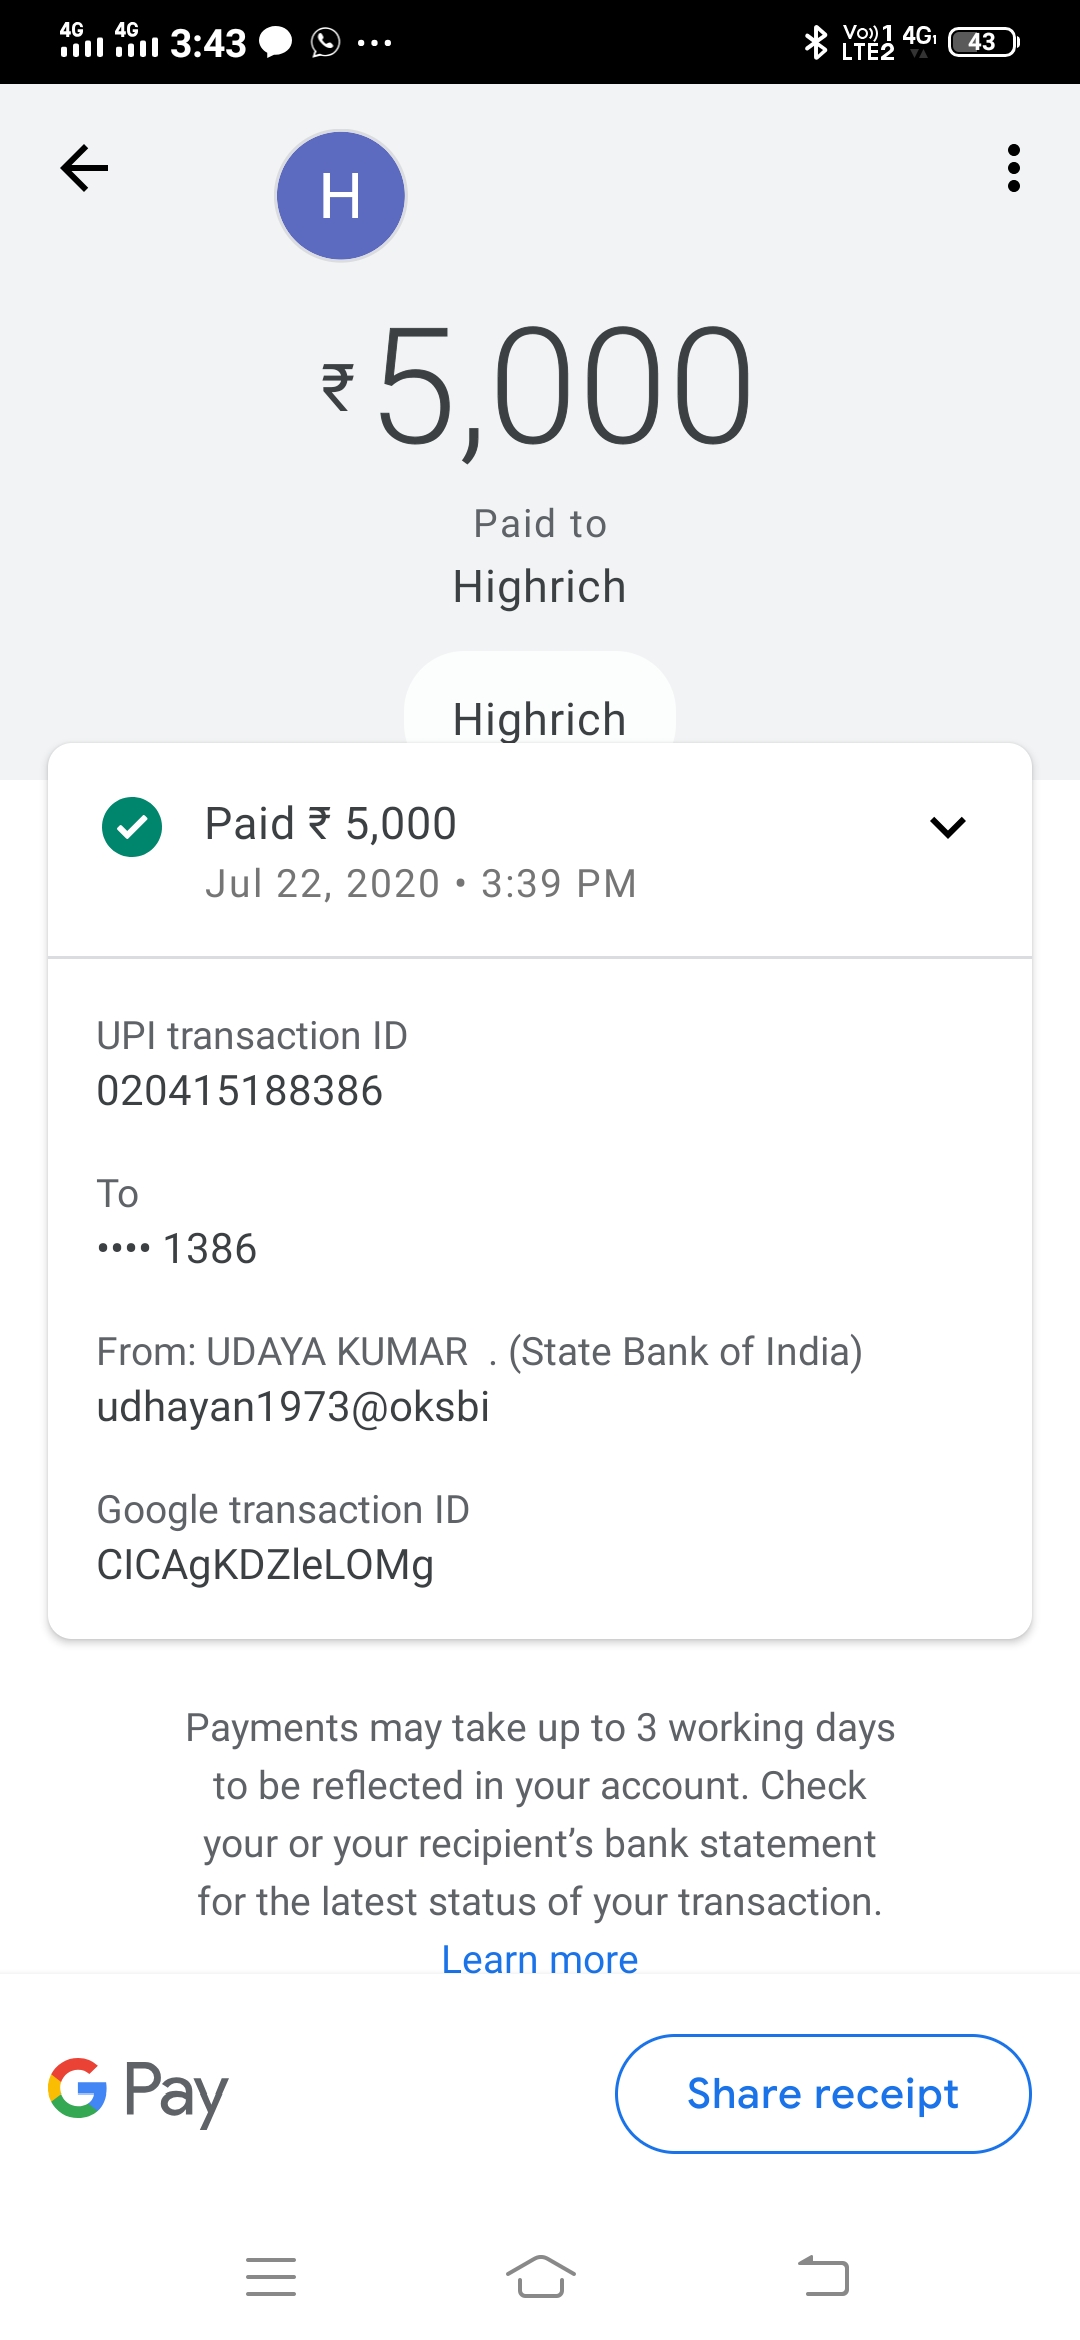 4G 4G 3:43 Vo)) 1 4G1 43
LTE2
H
₹5,000
Paid to
Highrich
Highrich
Paid ₹ 5,000
Jul 22, 2020 • 3:39 PM
UPI transaction ID
020415188386
To
•••• 1386
From: UDAYA KUMAR . (State Bank of India)
udhayan1973@oksbi
Google transaction ID
CICAgKDZleLOMg
Payments may take up to 3 working days
to be reflected in your account. Check
your or your recipient’s bank statement
for the latest status of your transaction.
Learn more
G Pay
Share receipt